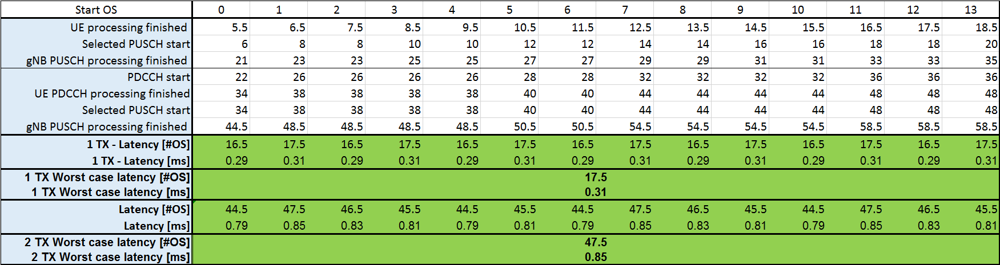 Start OS 0 1 2 3 4 5 6 7 8 9 10 11 12 13
UE processing finished 5.5 6.5 7.5 8.5 9.5 10.5 11.5 12.5 13.5 14.5 15.5 16.5 17.5 18.5
Selected PUSCH start 6 8 8 10 10 12 12 14 14 16 16 18 18 20
gNB PUSCH processing finished 21 23 23 25 25 27 27 29 29 31 31 33 33 35
PDCCH start 22 26 26 26 26 28 28 32 32 32 32 36 36 36
UE PDCCH processing finished 34 38 38 38 38 40 40 44 44 44 44 48 48 48
Selected PUSCH start 34 38 38 38 38 40 40 44 44 44 44 48 48 48
gNB PUSCH processing finished 44.5 48.5 48.5 48.5 48.5 50.5 50.5 54.5 54.5 54.5 54.5 58.5 58.5 58.5
1 TX - Latency [#OS] 16.5 17.5 16.5 17.5 16.5 17.5 16.5 17.5 16.5 17.5 16.5 17.5 16.5 17.5
1 TX - Latency [ms] 0.29 0.31 0.29 0.31 0.29 0.31 0.29 0.31 0.29 0.31 0.29 0.31 0.29 0.31
1 TX Worst case latency [#OS] 17.5
1 TX Worst case latency [ms] 0.31
Latency [#OS] 44.5 47.5 46.5 45.5 44.5 45.5 44.5 47.5 46.5 45.5 44.5 47.5 46.5 45.5
Latency [ms] 0.79 0.85 0.83 0.81 0.79 0.81 0.79 0.85 0.83 0.81 0.79 0.85 0.83 0.81
2 TX Worst case latency [#OS] 47.5
2 TX Worst case latency [ms] 0.85